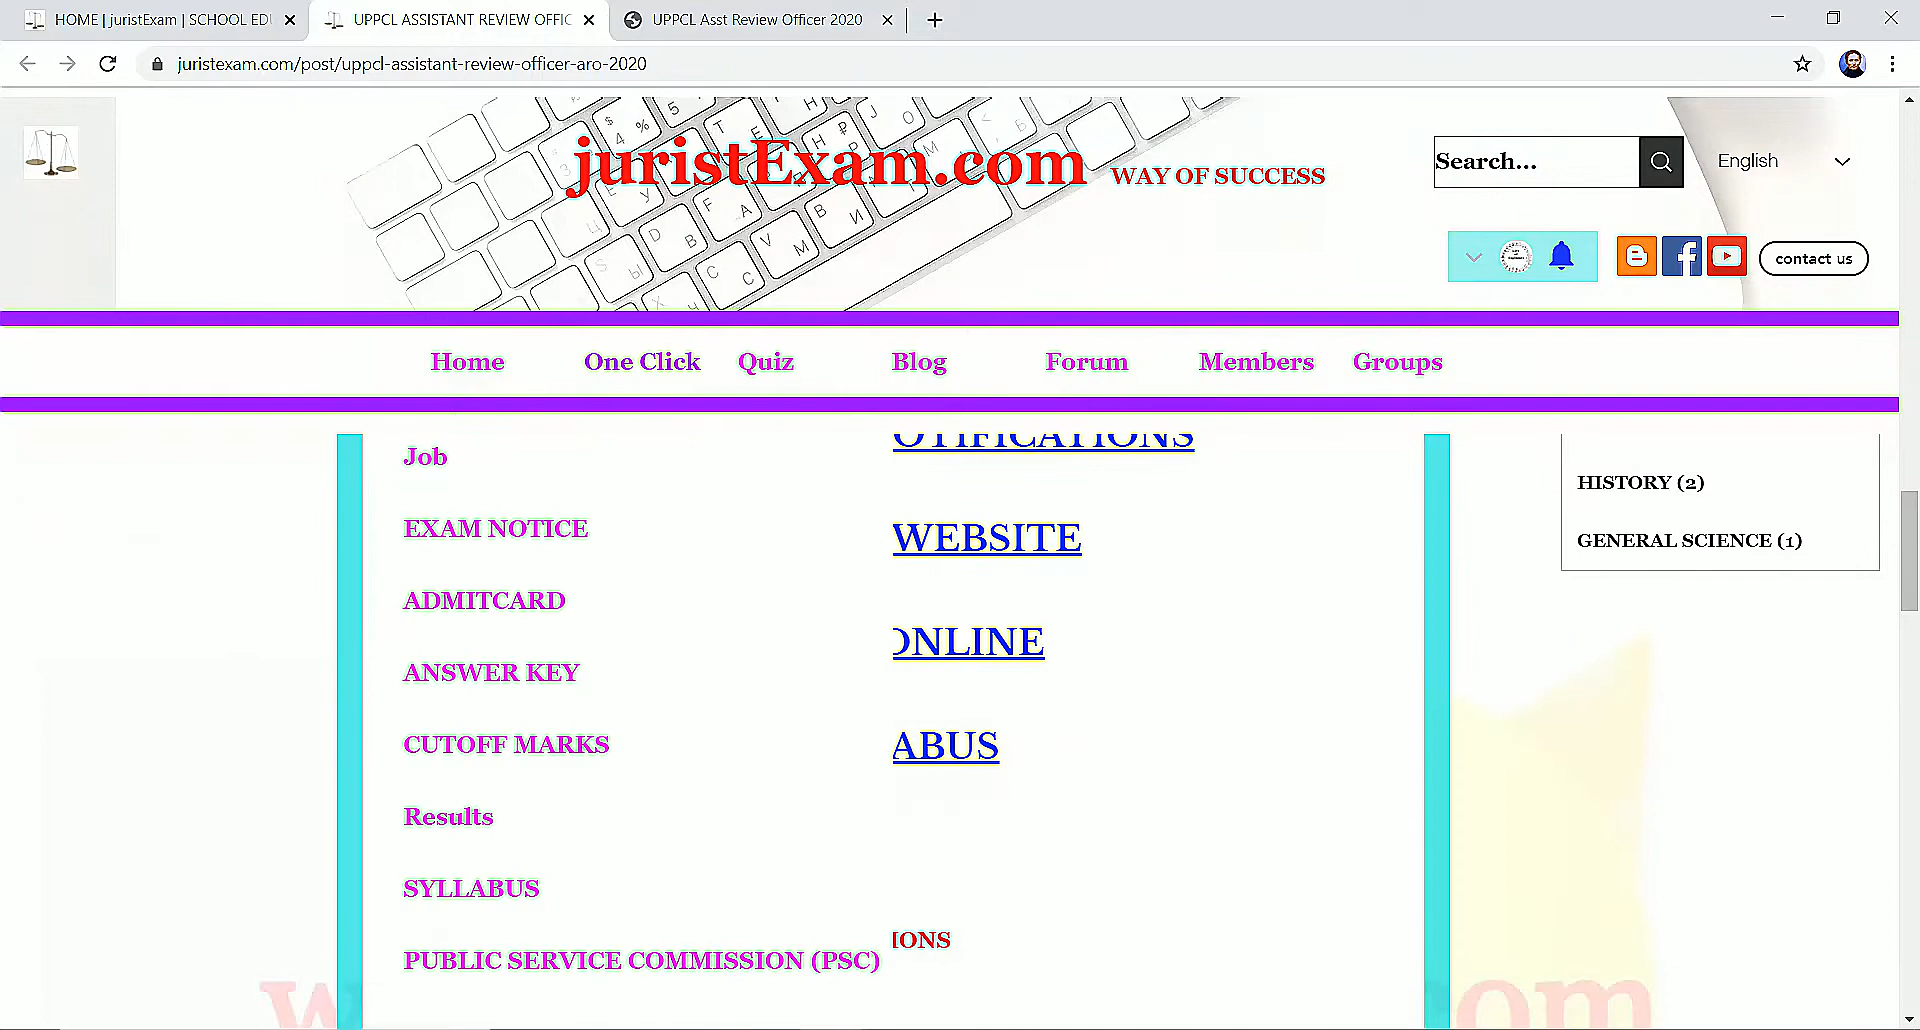 HOME | juristExam | SCHOOL EDU
UPPCL ASSISTANT REVIEW OFFIC
UPPCL Asst Review Officer 2020
juristexam.com/post/uppcl-assistant-review-officer-aro-2020
juristExam.com WAY OF SUCCESS
Search...
English
contact us
Home One Click Quiz Blog Forum Members Groups
Job
OTIFICATIONS
HISTORY (2)
EXAM NOTICE
WEBSITE
GENERAL SCIENCE (1)
ADMITCARD
ONLINE
ANSWER KEY
CUTOFF MARKS
ABUS
Results
SYLLABUS
PUBLIC SERVICE COMMISSION (PSC)
IONS
w
om